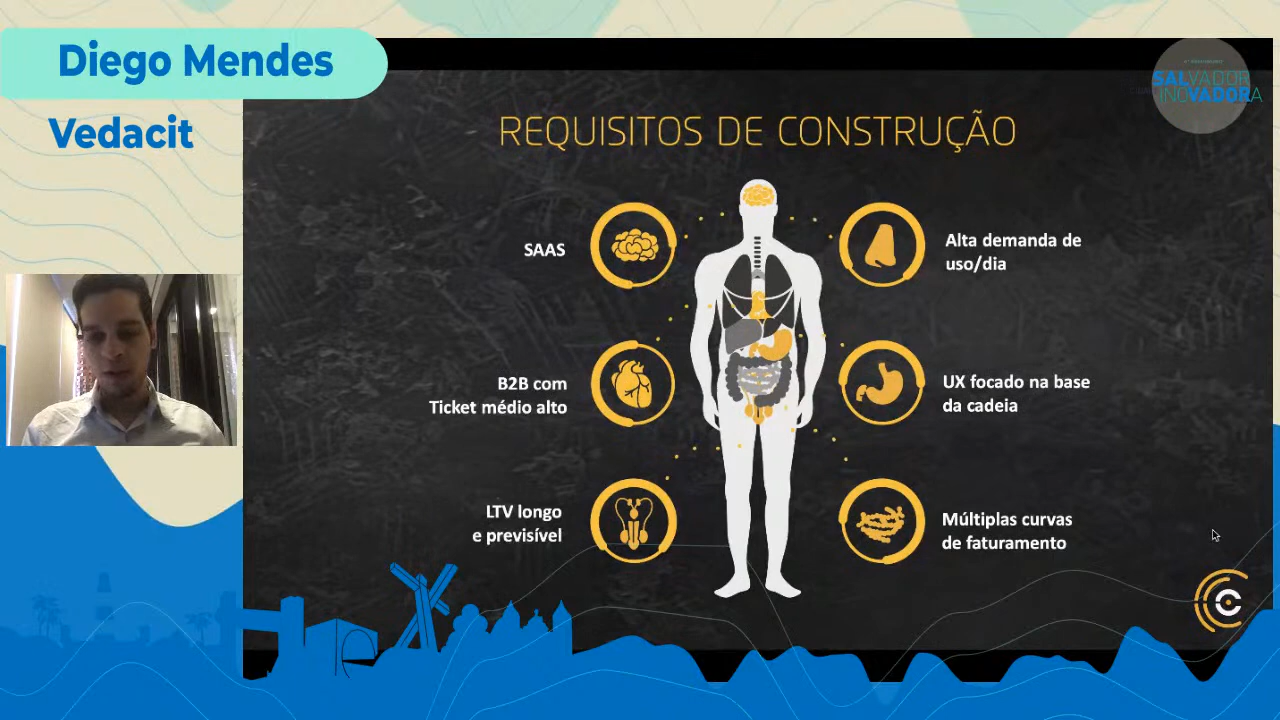 Diego Mendes
Vedacit
SALVADOR
INOVADORA
REQUISITOS DE CONSTRUÇÃO
SAAS
Alta demanda de
uso/dia
B2B com
Ticket médio alto
UX focado na base
da cadeia
LTV longo
e previsível
Múltiplas curvas
de faturamento